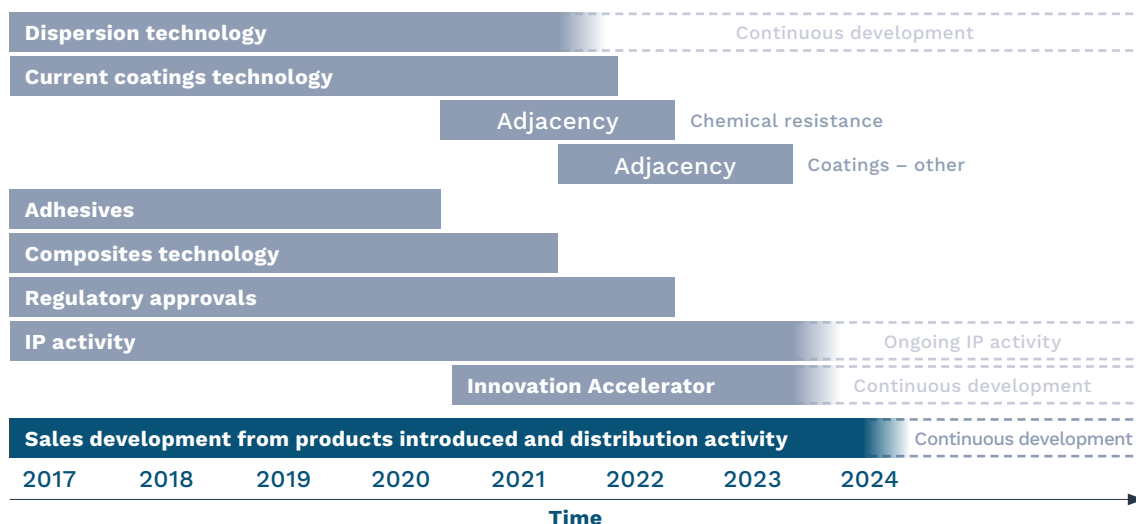 Dispersion technology Continuous development
Current coatings technology
Adjacency Chemical resistance
Adjacency Coatings – other
Adhesives
Composites technology
Regulatory approvals
IP activity Ongoing IP activity
Innovation Accelerator Continuous development
Sales development from products introduced and distribution activity Continuous development
2017 2018 2019 2020 2021 2022 2023 2024
Time